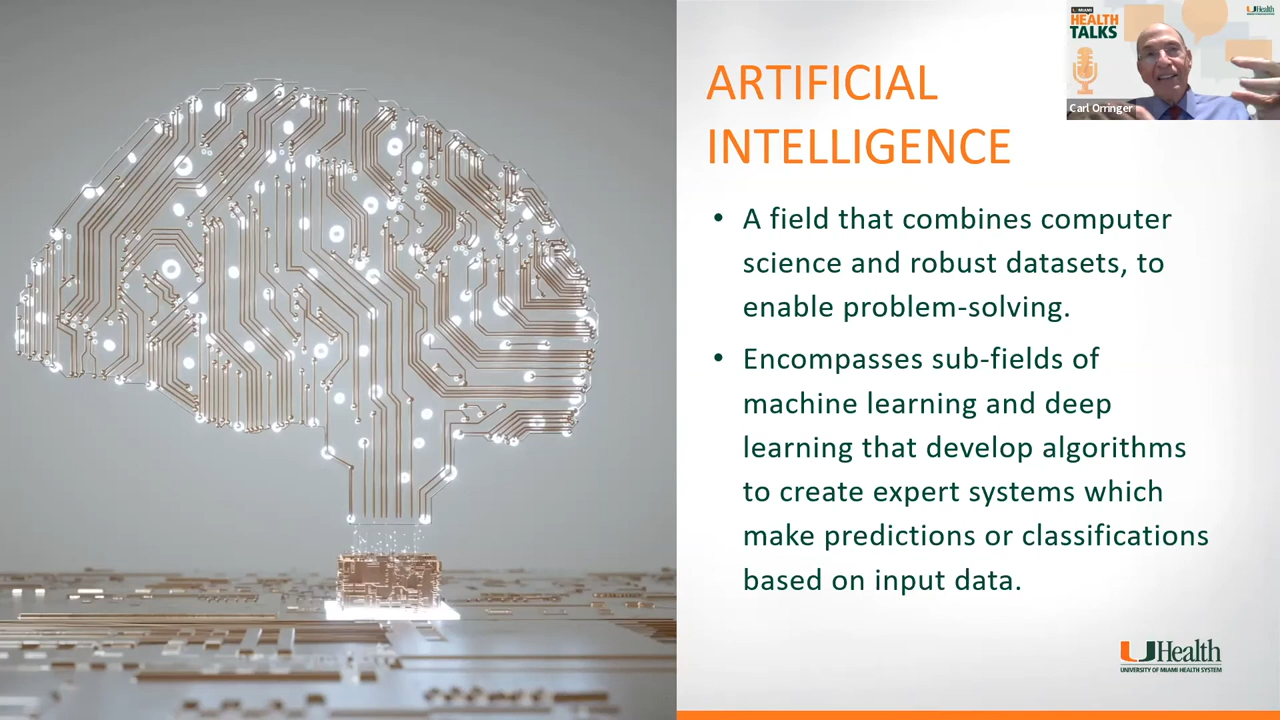 ARTIFICIAL
INTELLIGENCE
• A field that combines computer
science and robust datasets, to
enable problem-solving.
• Encompasses sub-fields of
machine learning and deep
learning that develop algorithms
to create expert systems which
make predictions or classifications
based on input data.
UHealth
UNIVERSITY OF MIAMI HEALTH SYSTEM
U MIAMI
HEALTH
TALKS
UHealth
Carl Orringer